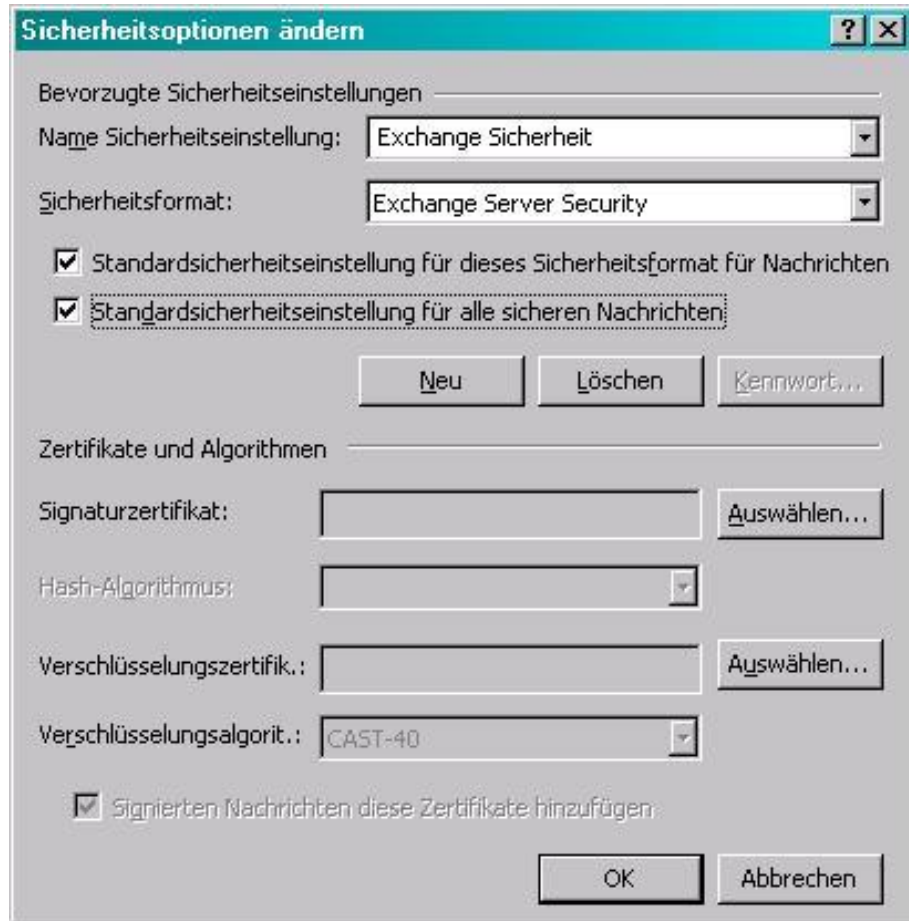 Sicherheitsoptionen ändern
Bevorzugte Sicherheitseinstellungen
Name Sicherheitseinstellung: Exchange Sicherheit
Sicherheitsformat: Exchange Server Security
Standardsicherheitseinstellung für dieses Sicherheitsformat für Nachrichten
Standardsicherheitseinstellung für alle sicheren Nachrichten
Neu Löschen Kennwort...
Zertifikate und Algorithmen
Signaturzertifikat: Auswählen...
Hash-Algorithmus:
Verschlüsselungszertifik.: Auswählen...
Verschlüsselungsalgorit.: CAST-40
Signierten Nachrichten diese Zertifikate hinzufügen
OK Abbrechen